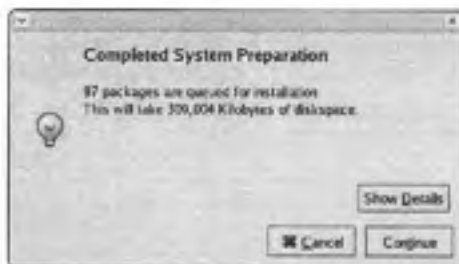 Completed System Preparation
97 packages are queued for installation
This will take 309,004 Kilobytes of diskspace.
Show Details
Cancel
Continue